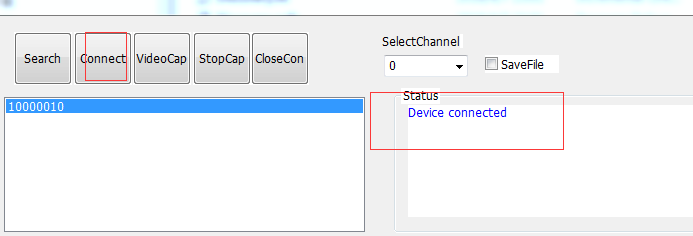 Search
Connect
VideoCap
StopCap
CloseCon
SelectChannel
0
SaveFile
10000010
Status
Device connected